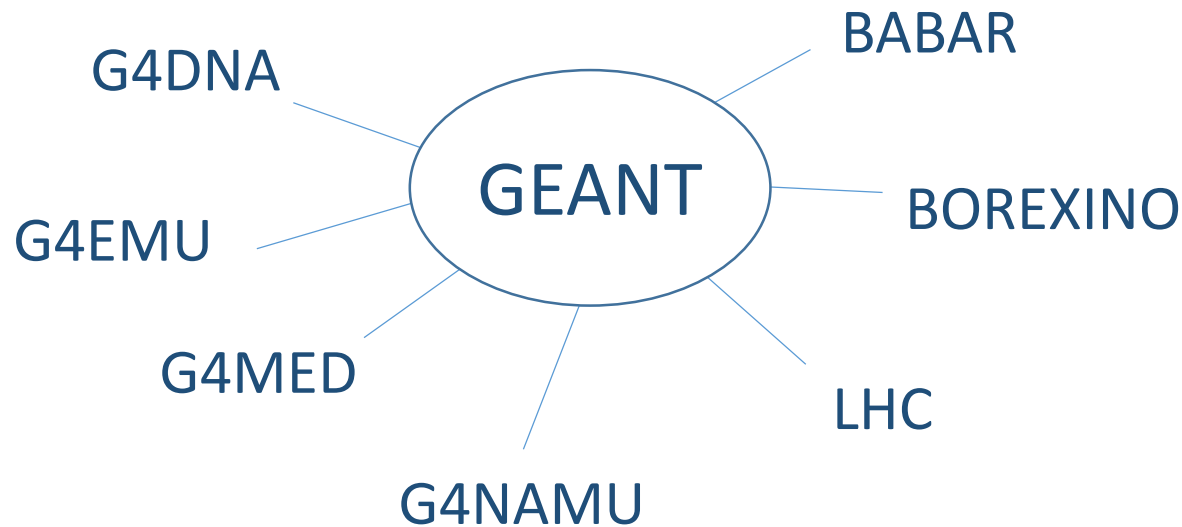 BABAR
G4DNA
GEANT
BOREXINO
G4EMU
G4MED
LHC
G4NAMU